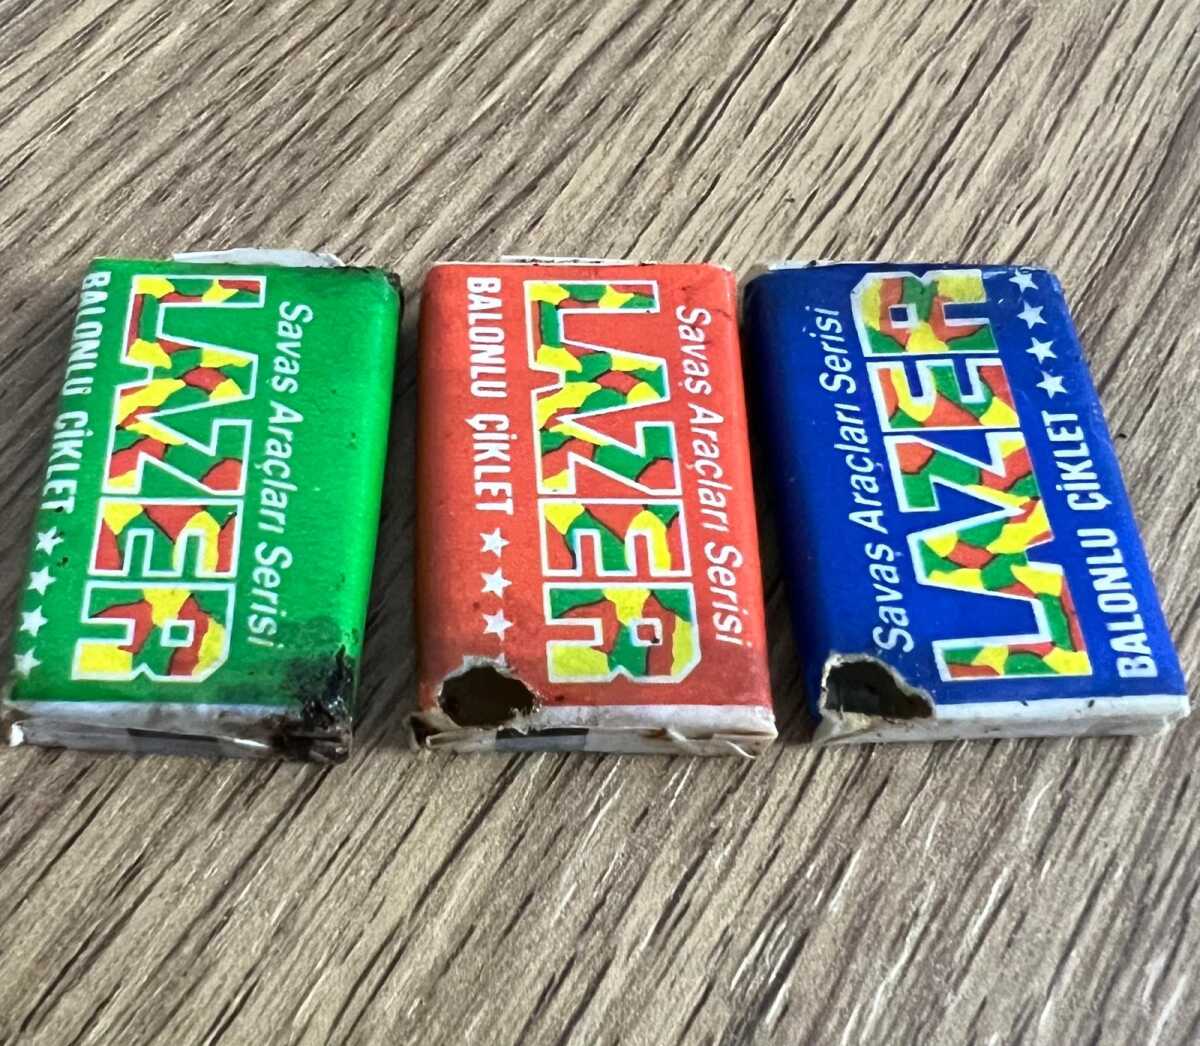 Savaş Araçları Serisi
LAZER
BALONLU ÇİKLET
Savaş Araçları Serisi
LAZER
BALONLU ÇİKLET
Savaş Araçları Serisi
LAZER
BALONLU ÇİKLET